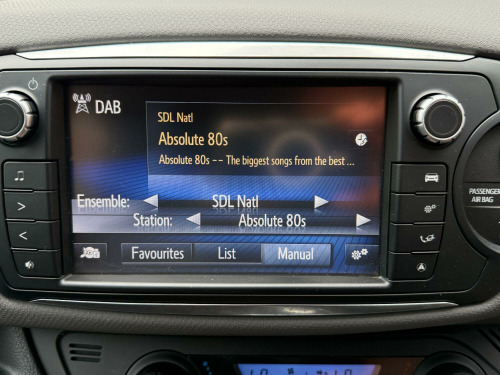 DAB
SDL Natl
Absolute 80s
Absolute 80s –– The biggest songs from the best ...
Ensemble: SDL Natl
Station: Absolute 80s
Favourites List Manual
PASSENGER
AIR BAG